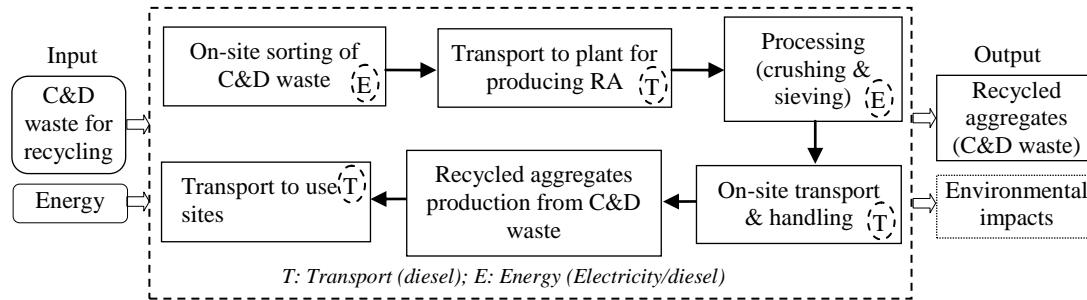 Input
C&D
waste for
recycling
Energy
On-site sorting of
C&D waste
E
Transport to plant for
producing RA
T
Processing
(crushing &
sieving)
E
On-site transport
& handling
T
Recycled aggregates
production from C&D
waste
Transport to use
sites
T
T: Transport (diesel); E: Energy (Electricity/diesel)
Output
Recycled
aggregates
(C&D waste)
Environmental
impacts